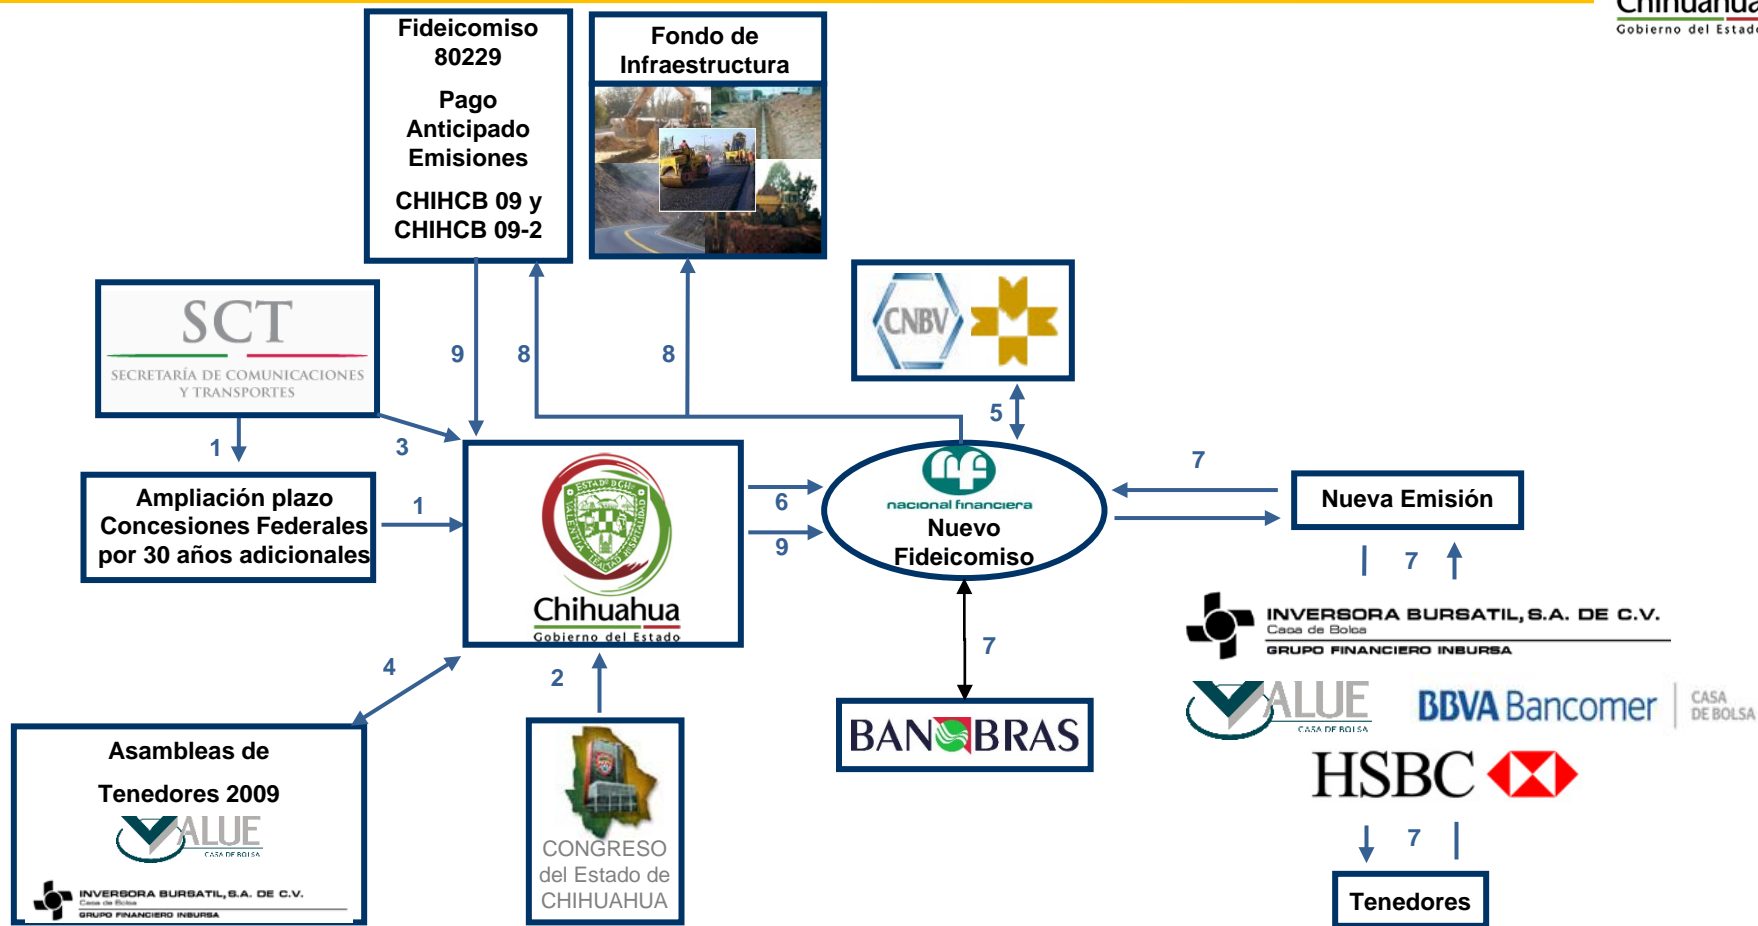 Chihuahua
Gobierno del Estado
Fideicomiso
80229
Pago
Anticipado
Emisiones
CHIHCB 09 y
CHIHCB 09-2
Fondo de
Infraestructura
SCT
SECRETARÍA DE COMUNICACIONES
Y TRANSPORTES
CNBV
9
8
8
5
1
3
Ampliación plazo
Concesiones Federales
por 30 años adicionales
1
ESTADO D CHIH
VALENTÍA LEALTAD HOSPITALIDAD
Chihuahua
Gobierno del Estado
6
9
nacional financiera
Nuevo
Fideicomiso
7
Nueva Emisión
7
INVERSORA BURSATIL, S.A. DE C.V.
Casa de Bolsa
GRUPO FINANCIERO INBURSA
VALUE
CASA DE BOLSA
BBVA Bancomer
CASA
DE BOLSA
HSBC
7
Tenedores
7
BANOBRAS
4
2
Asambleas de
Tenedores 2009
VALUE
CASA DE BOLSA
INVERSORA BURSATIL, S.A. DE C.V.
Casa de Bolsa
GRUPO FINANCIERO INBURSA
CONGRESO
del Estado de
CHIHUAHUA